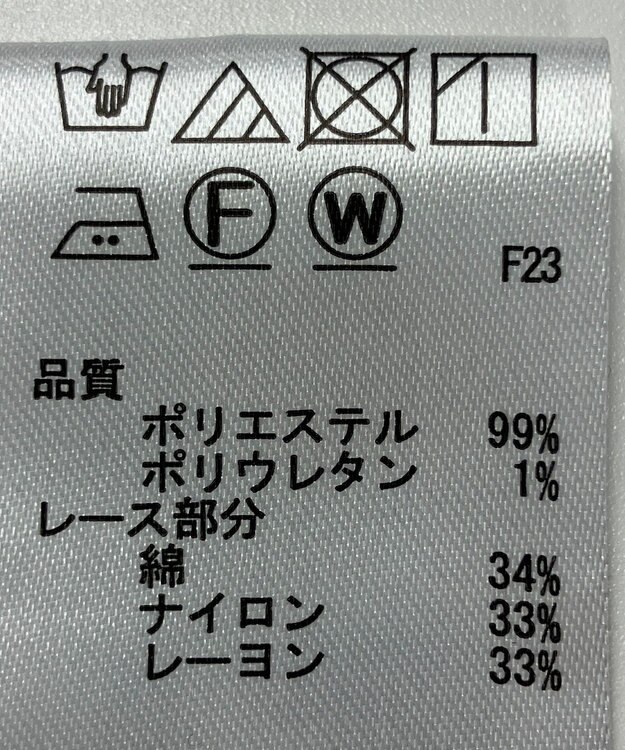 F W
F23
品質
ポリエステル 99%
ポリウレタン 1%
レース部分
綿 34%
ナイロン 33%
レーヨン 33%